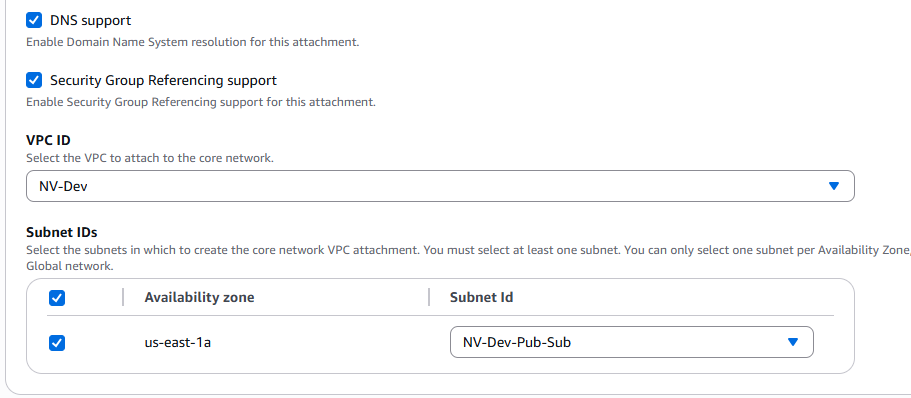 DNS support
Enable Domain Name System resolution for this attachment.
Security Group Referencing support
Enable Security Group Referencing support for this attachment.
VPC ID
Select the VPC to attach to the core network.
NV-Dev
Subnet IDs
Select the subnets in which to create the core network VPC attachment. You must select at least one subnet. You can only select one subnet per Availability Zone,
Global network.
Availability zone Subnet Id
us-east-1a NV-Dev-Pub-Sub